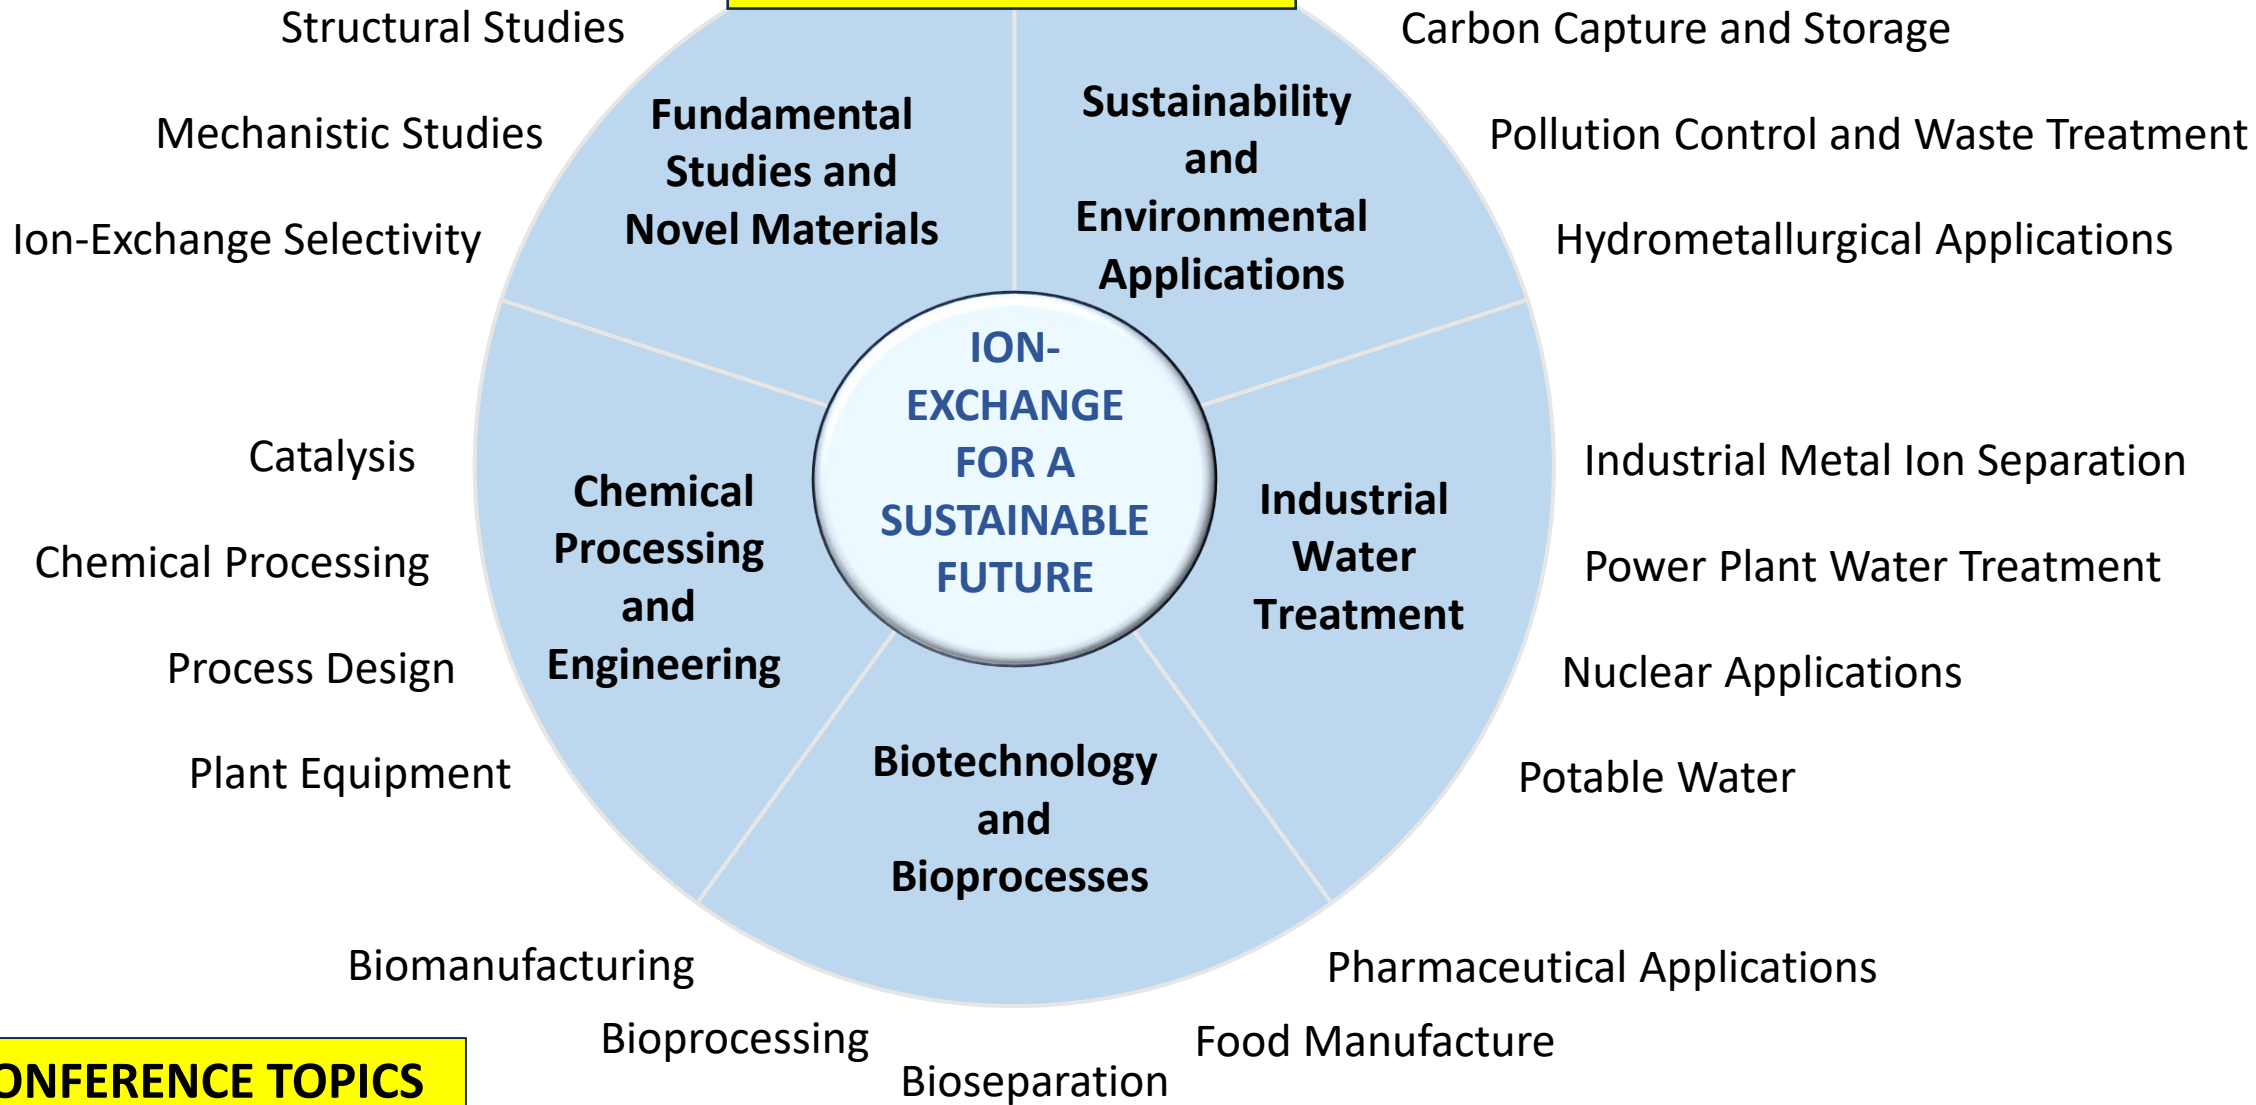 Structural Studies
Mechanistic Studies
Ion-Exchange Selectivity
Fundamental
Studies and
Novel Materials
Sustainability
and
Environmental
Applications
Carbon Capture and Storage
Pollution Control and Waste Treatment
Hydrometallurgical Applications
ION-
EXCHANGE
FOR A
SUSTAINABLE
FUTURE
Catalysis
Chemical Processing
Process Design
Plant Equipment
Chemical
Processing
and
Engineering
Industrial
Water
Treatment
Industrial Metal Ion Separation
Power Plant Water Treatment
Nuclear Applications
Potable Water
Biotechnology
and
Bioprocesses
Biomanufacturing
Bioprocessing
Bioseparation
Food Manufacture
Pharmaceutical Applications
ONFERENCE TOPICS